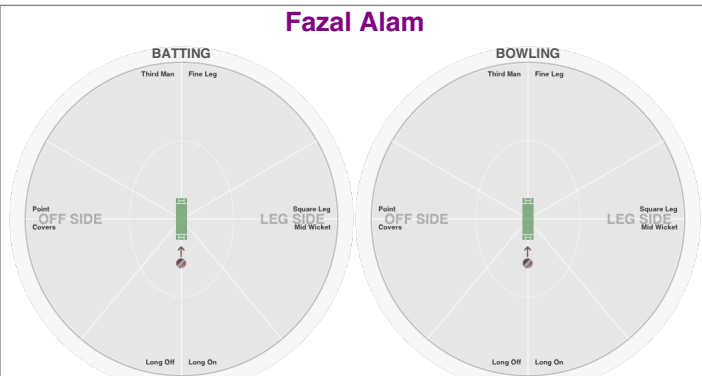 Fazal Alam
BATTING
Third Man Fine Leg
Point
OFF SIDE
Covers
Square Leg
LEG SIDE
Mid Wicket
Long Off Long On
BOWLING
Third Man Fine Leg
Point
OFF SIDE
Covers
Square Leg
LEG SIDE
Mid Wicket
Long Off Long On